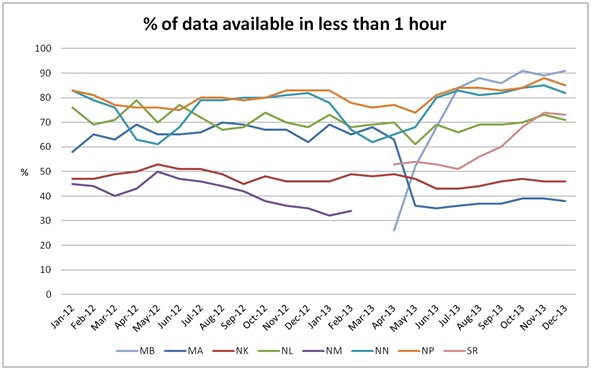 % of data available in less than 1 hour
100
90
80
70
60
50
40
30
20
10
0
%
Jan-12
Feb-12
Mar-12
Apr-12
May-12
Jun-12
Jul-12
Aug-12
Sep-12
Oct-12
Nov-12
Dec-12
Jan-13
Feb-13
Mar-13
Apr-13
May-13
Jun-13
Jul-13
Aug-13
Sep-13
Oct-13
Nov-13
Dec-13
MB MA NK NL NM NN NP SR